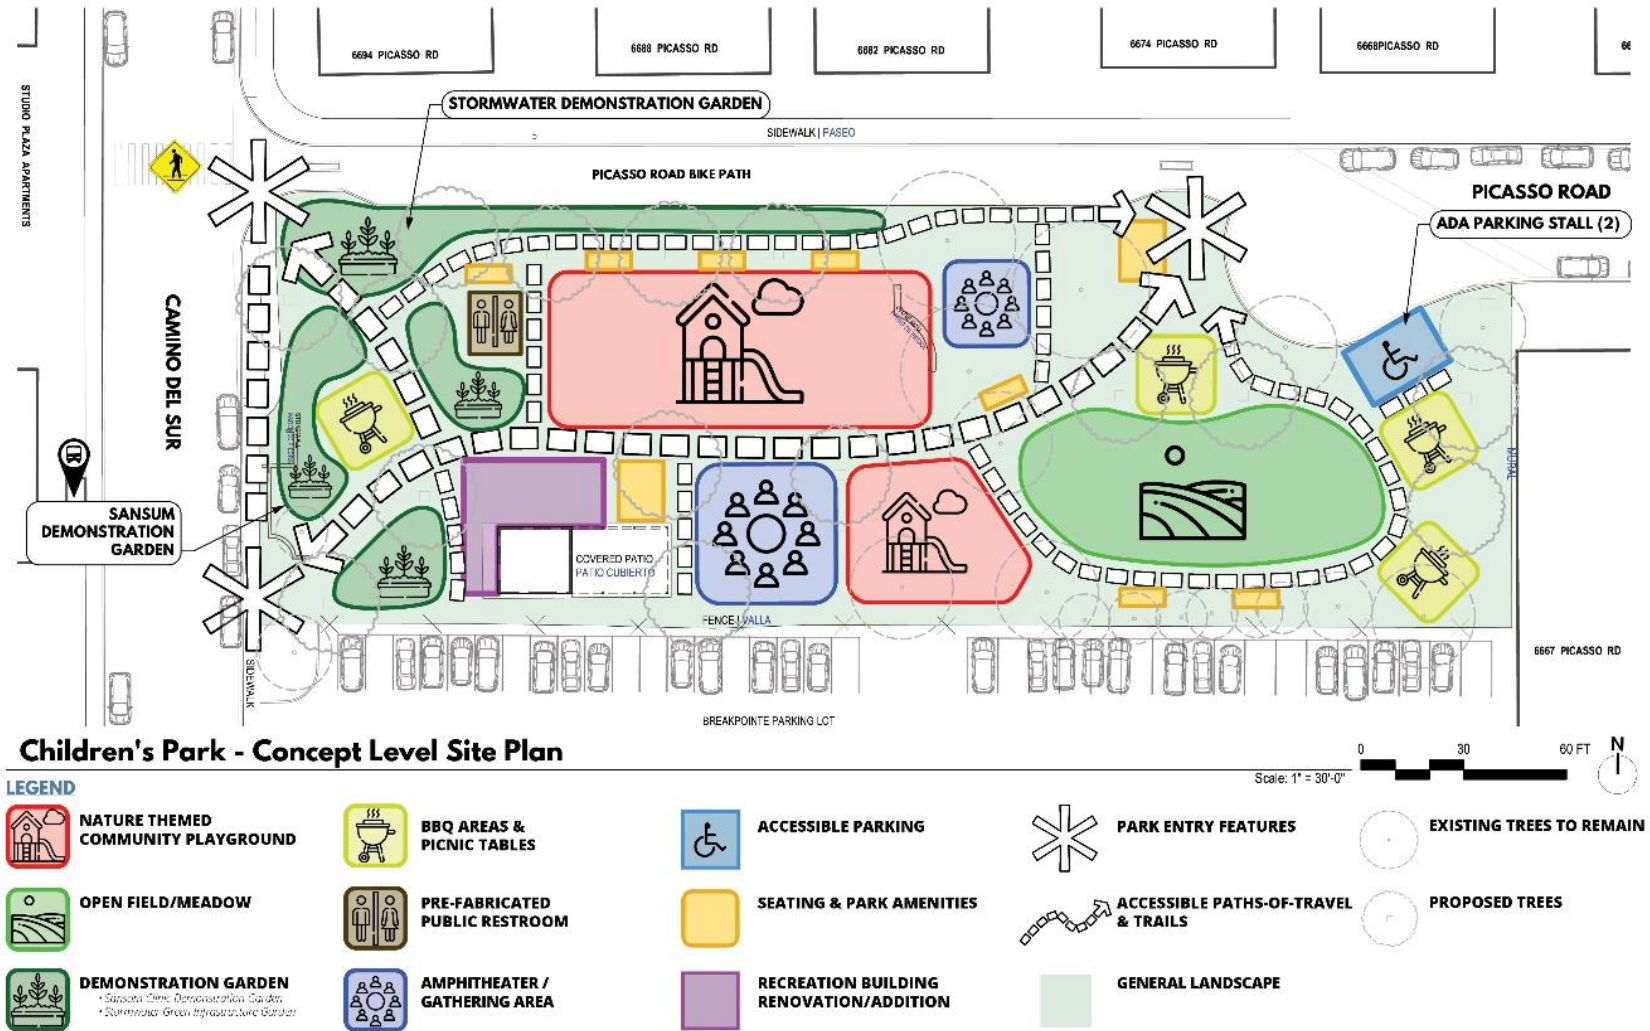 6694 PICASSO RD
6688 PICASSO RD
6682 PICASSO RD
6674 PICASSO RD
6668PICASSO RD
66
STUDIO PLAZA APARTMENTS
STORMWATER DEMONSTRATION GARDEN
SIDEWALK | PASEO
PICASSO ROAD BIKE PATH
PICASSO ROAD
ADA PARKING STALL (2)
CAMINO DEL SUR
SANSUM
DEMONSTRATION
GARDEN
COVERED PATIO
PATIO CUBIERTO
MURAL
FENCE | VALLA
SIDEWALK
6667 PICASSO RD
BREAKPOINTE PARKING LOT
Children's Park - Concept Level Site Plan
0 30 60 FT
N
Scale: 1" = 30'-0"
LEGEND
NATURE THEMED
COMMUNITY PLAYGROUND
BBQ AREAS &
PICNIC TABLES
ACCESSIBLE PARKING
PARK ENTRY FEATURES
EXISTING TREES TO REMAIN
OPEN FIELD/MEADOW
PRE-FABRICATED
PUBLIC RESTROOM
SEATING & PARK AMENITIES
ACCESSIBLE PATHS-OF-TRAVEL
& TRAILS
PROPOSED TREES
DEMONSTRATION GARDEN
• Sansum Clinic Demonstration Garden
• Stormwater Green Infrastructure Garden
AMPHITHEATER /
GATHERING AREA
RECREATION BUILDING
RENOVATION/ADDITION
GENERAL LANDSCAPE